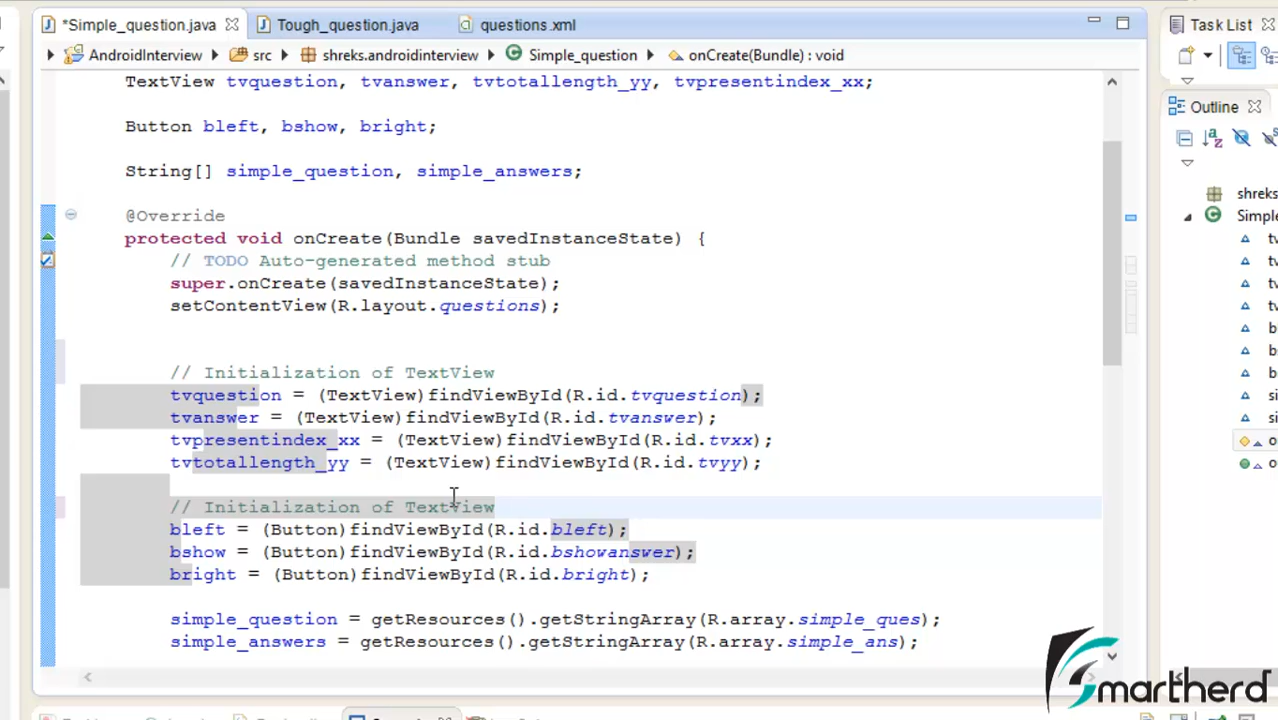 *Simple_question.java Tough_question.java questions.xml
Task List
AndroidInterview src shreks.androidinterview Simple_question onCreate(Bundle) : void
TextView tvquestion, tvanswer, tvtotallength_yy, tvpresentindex_xx;
Outline
Button bleft, bshow, bright;
String[] simple_question, simple_answers;
shreks
@Override
Simple
protected void onCreate(Bundle savedInstanceState) {
// TODO Auto-generated method stub
super.onCreate(savedInstanceState);
setContentView(R.layout.questions);
// Initialization of TextView
tvquestion = (TextView)findViewById(R.id.tvquestion);
tvanswer = (TextView)findViewById(R.id.tvanswer);
tvpresentindex_xx = (TextView)findViewById(R.id.tvxx);
tvtotallength_yy = (TextView)findViewById(R.id.tvyy);
// Initialization of TextView
bleft = (Button)findViewById(R.id.bleft);
bshow = (Button)findViewById(R.id.bshowanswer);
bright = (Button)findViewById(R.id.bright);
simple_question = getResources().getStringArray(R.array.simple_ques);
simple_answers = getResources().getStringArray(R.array.simple_ans);
Smartherd